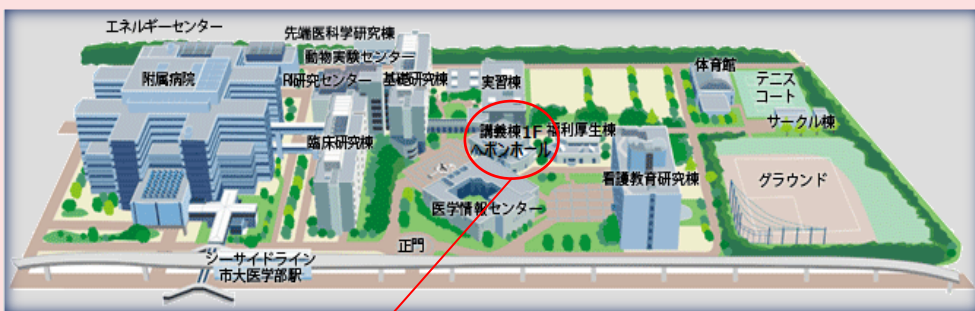 エネルギーセンター
先端医科学研究棟
動物実験センター
附属病院
RI研究センター
基礎研究棟
実習棟
体育館
テニス
コート
サークル棟
臨床研究棟
講義棟1F
ヘボンホール
福利厚生棟
看護教育研究棟
グラウンド
医学情報センター
正門
シーサイドライン
市大医学部駅